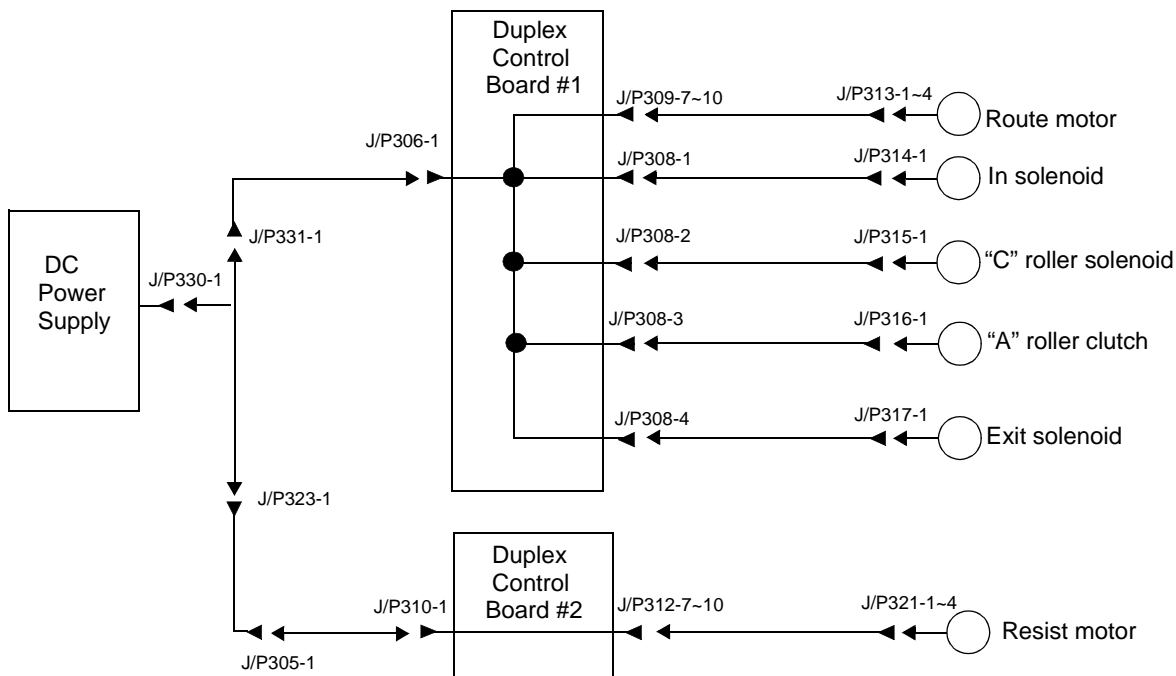 Duplex
Control
Board #1
J/P309-7~10
J/P313-1~4
Route motor
J/P306-1
J/P308-1
J/P314-1
In solenoid
J/P331-1
J/P308-2
J/P315-1
“C” roller solenoid
DC
Power
Supply
J/P330-1
J/P308-3
J/P316-1
“A” roller clutch
J/P308-4
J/P317-1
Exit solenoid
J/P323-1
Duplex
Control
Board #2
J/P310-1
J/P312-7~10
J/P321-1~4
Resist motor
J/P305-1